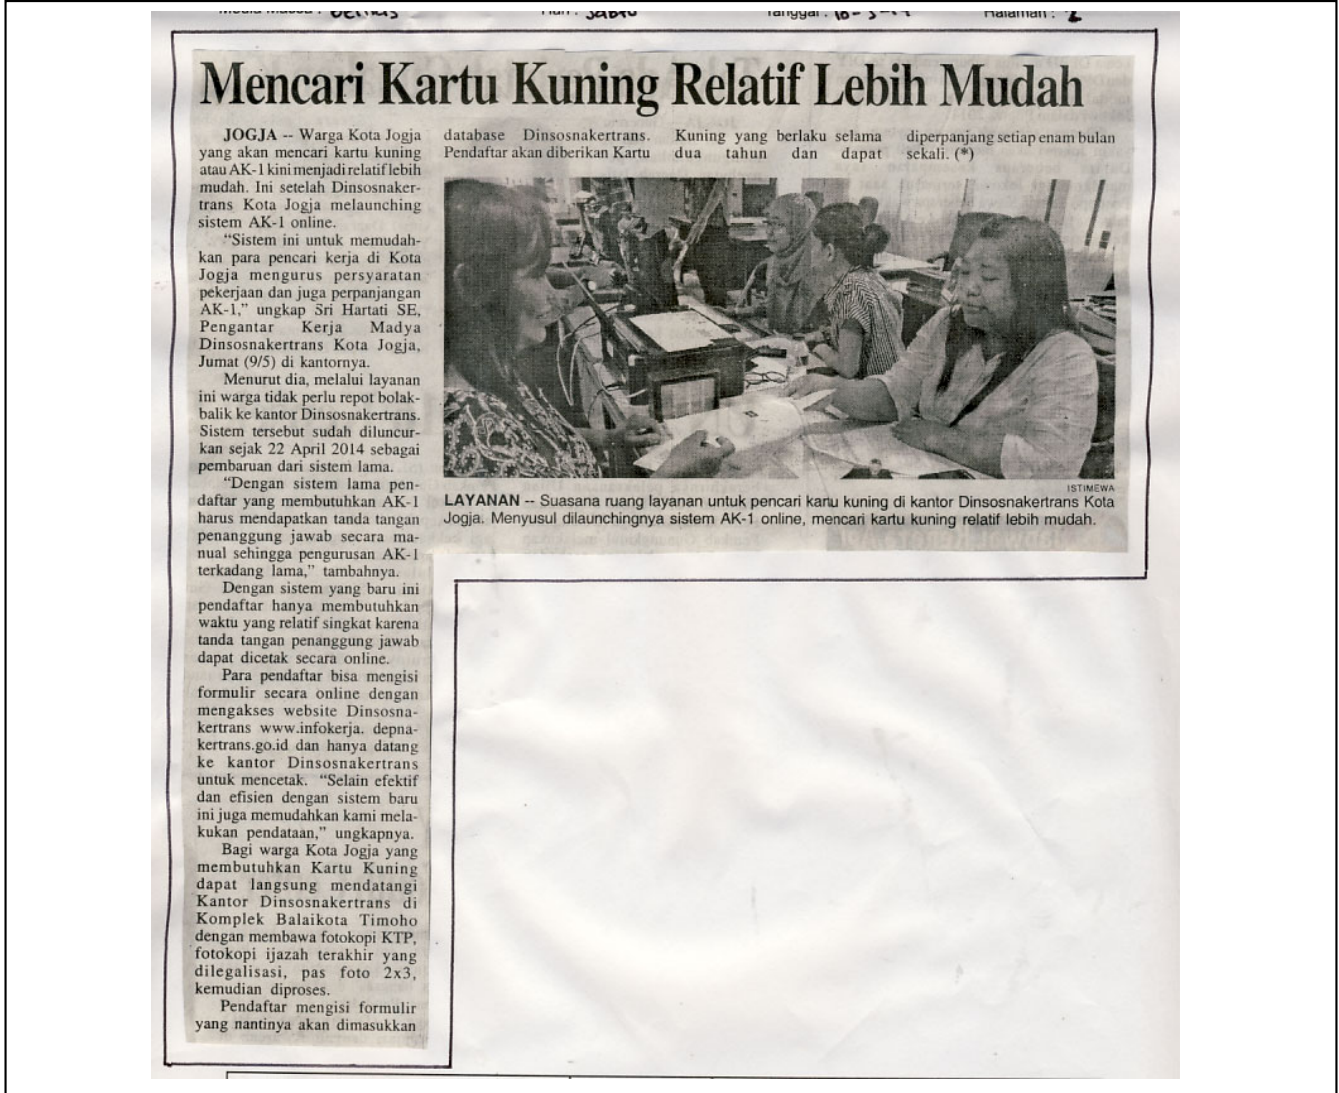 Media Massa : Bernas Hari : Sabtu Tanggal : 10-5-14 Halaman : 2
Mencari Kartu Kuning Relatif Lebih Mudah
JOGJA -- Warga Kota Jogja
yang akan mencari kartu kuning
atau AK-1 kini menjadi relatif lebih
mudah. Ini setelah Dinsosnaker-
trans Kota Jogja melaunching
sistem AK-1 online.
“Sistem ini untuk memudah-
kan para pencari kerja di Kota
Jogja mengurus persyaratan
pekerjaan dan juga perpanjangan
AK-1,” ungkap Sri Hartati SE,
Pengantar Kerja Madya
Dinsosnakertrans Kota Jogja,
Jumat (9/5) di kantornya.
Menurut dia, melalui layanan
ini warga tidak perlu repot bolak-
balik ke kantor Dinsosnakertrans.
Sistem tersebut sudah diluncur-
kan sejak 22 April 2014 sebagai
pembaruan dari sistem lama.
“Dengan sistem lama pen-
daftar yang membutuhkan AK-1
harus mendapatkan tanda tangan
penanggung jawab secara ma-
nual sehingga pengurusan AK-1
terkadang lama,” tambahnya.
Dengan sistem yang baru ini
pendaftar hanya membutuhkan
waktu yang relatif singkat karena
tanda tangan penanggung jawab
dapat dicetak secara online.
Para pendaftar bisa mengisi
formulir secara online dengan
mengakses website Dinsosna-
kertrans www.infokerja. depna-
kertrans.go.id dan hanya datang
ke kantor Dinsosnakertrans
untuk mencetak. “Selain efektif
dan efisien dengan sistem baru
ini juga memudahkan kami mela-
kukan pendataan,” ungkapnya.
Bagi warga Kota Jogja yang
membutuhkan Kartu Kuning
dapat langsung mendatangi
Kantor Dinsosnakertrans di
Komplek Balaikota Timoho
dengan membawa fotokopi KTP,
fotokopi ijazah terakhir yang
dilegalisasi, pas foto 2x3,
kemudian diproses.
Pendaftar mengisi formulir
yang nantinya akan dimasukkan
database Dinsosnakertrans.
Pendaftar akan diberikan Kartu
Kuning yang berlaku selama
dua tahun dan dapat
diperpanjang setiap enam bulan
sekali. (*)
ISTIMEWA
LAYANAN -- Suasana ruang layanan untuk pencari kartu kuning di kantor Dinsosnakertrans Kota
Jogja. Menyusul dilaunchingnya sistem AK-1 online, mencari kartu kuning relatif lebih mudah.